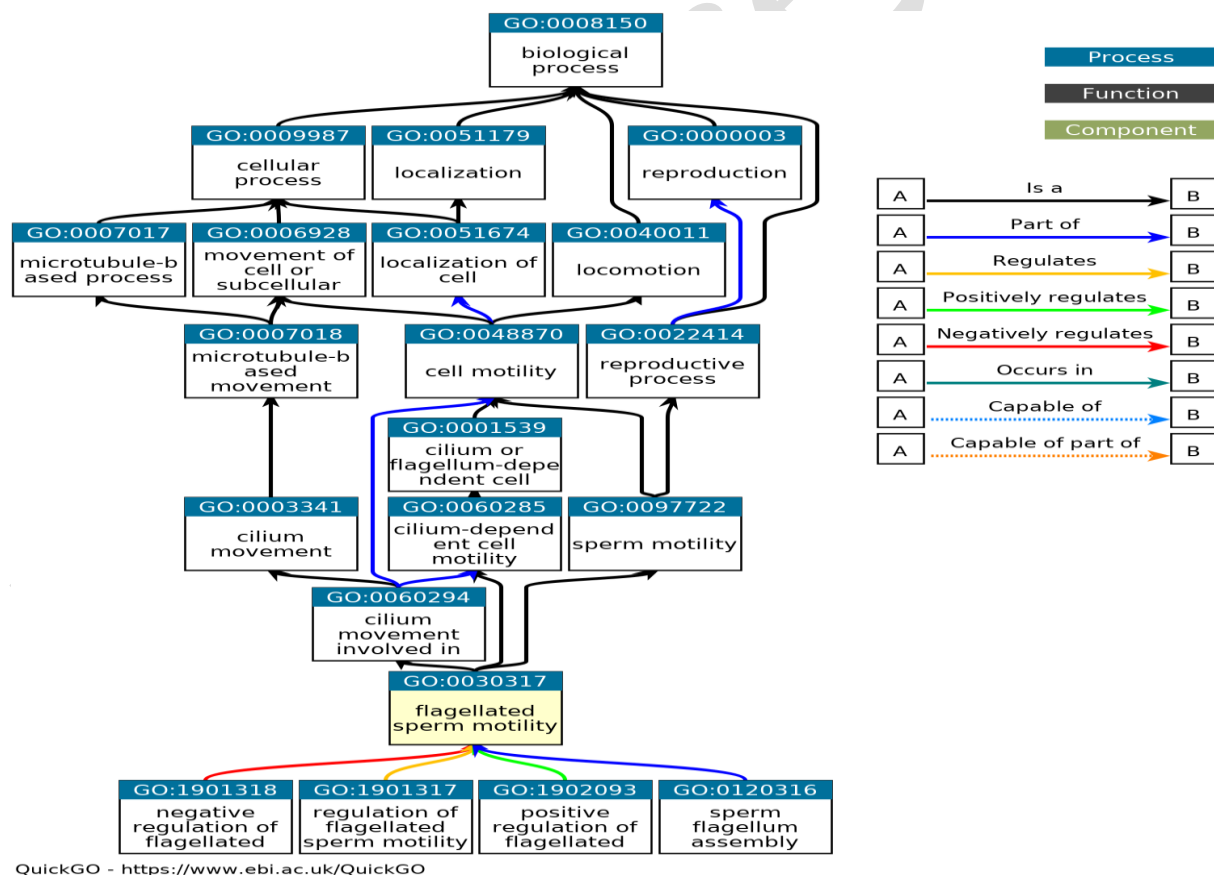 GO:0008150
biological
process
Process
Function
Component
GO:0009987
cellular
process
GO:0051179
localization
GO:0000003
reproduction
A Is a B
A Part of B
A Regulates B
A Positively regulates B
A Negatively regulates B
A Occurs in B
A Capable of B
A Capable of part of B
GO:0007017
microtubule-b
ased process
GO:0006928
movement of
cell or
subcellular
GO:0051674
localization of
cell
GO:0040011
locomotion
GO:0007018
microtubule-b
ased
movement
GO:0048870
cell motility
GO:0022414
reproductive
process
GO:0001539
cilium or
flagellum-depe
ndent cell
GO:0003341
cilium
movement
GO:0060285
cilium-depend
ent cell
motility
GO:0097722
sperm motility
GO:0060294
cilium
movement
involved in
GO:0030317
flagellated
sperm motility
GO:1901318
negative
regulation of
flagellated
GO:1901317
regulation of
flagellated
sperm motility
GO:1902093
positive
regulation of
flagellated
GO:0120316
sperm
flagellum
assembly
QuickGO - https://www.ebi.ac.uk/QuickGO